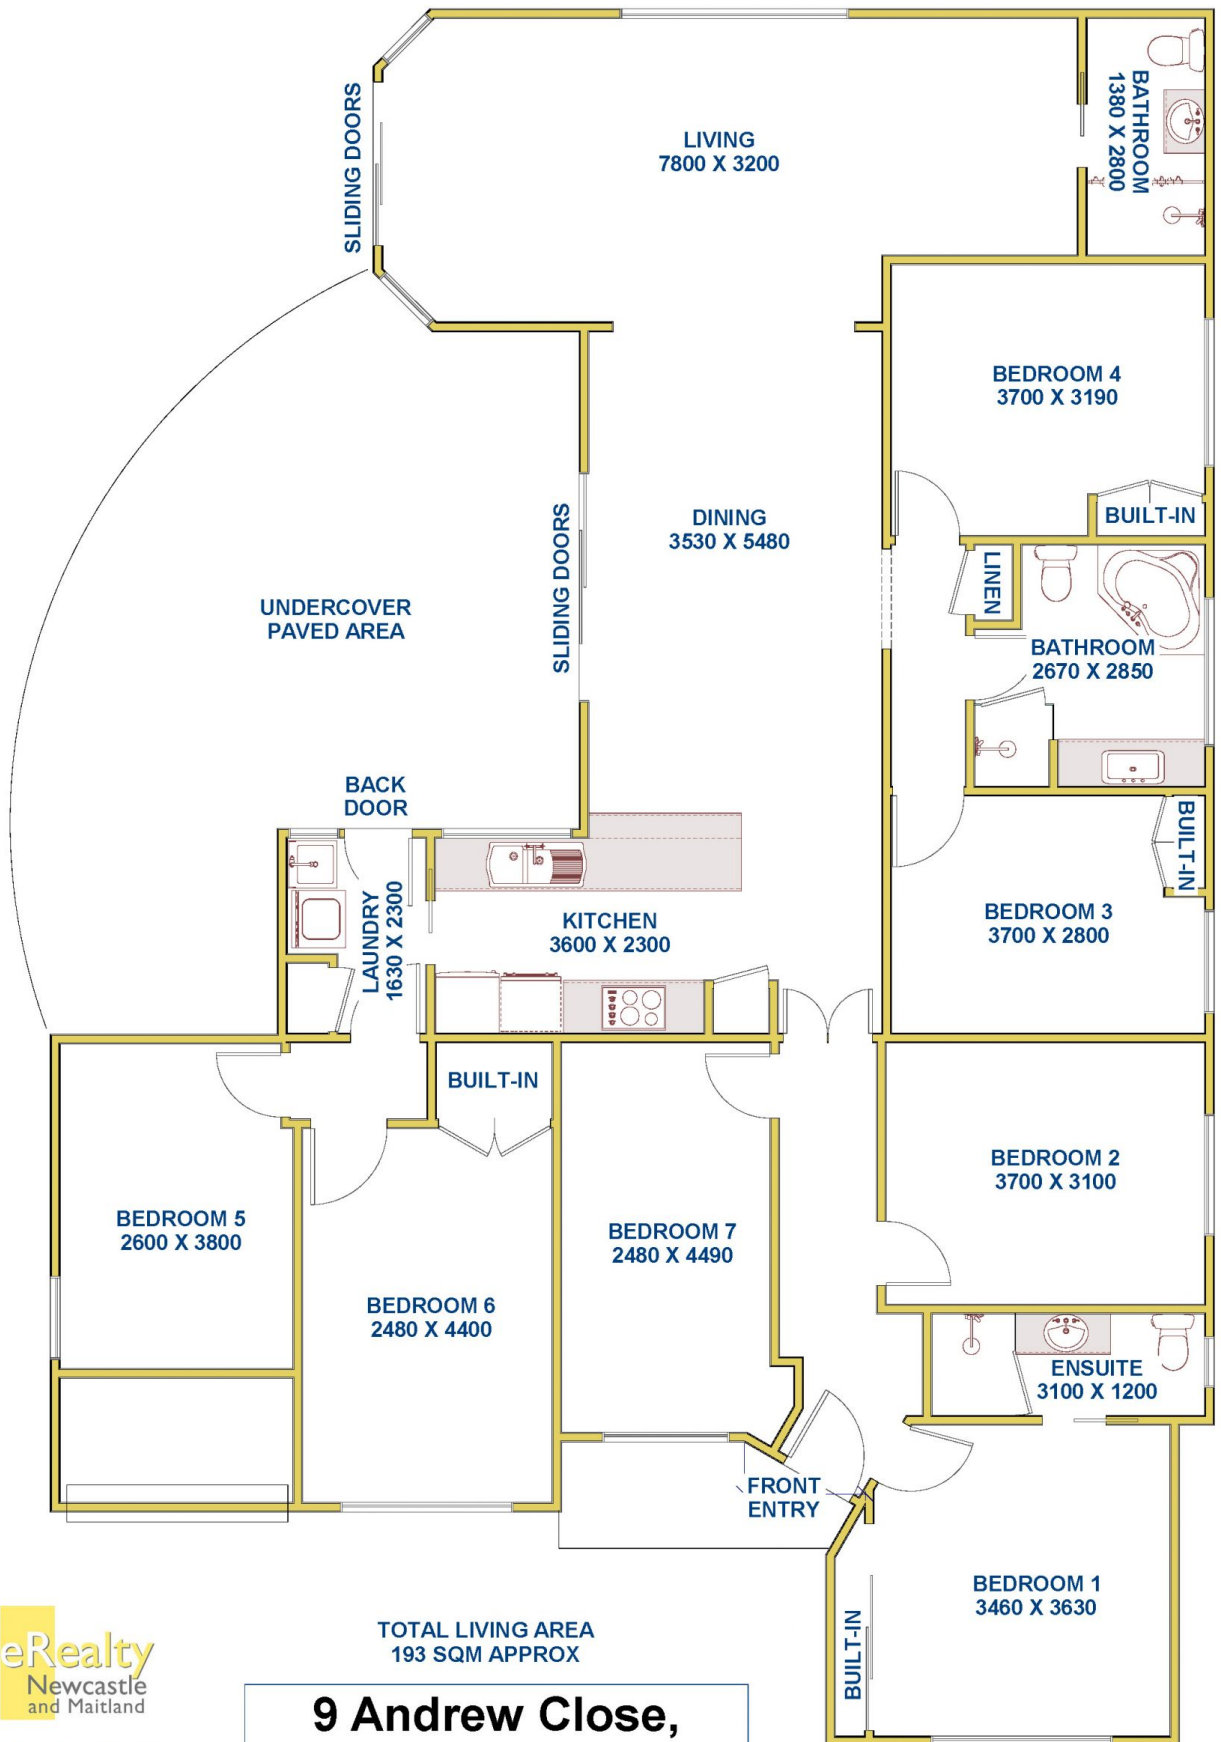 SLIDING DOORS
LIVING
7800 X 3200
BATHROOM
1380 X 2800
BEDROOM 4
3700 X 3190
BUILT-IN
DINING
3530 X 5480
SLIDING DOORS
LINEN
UNDERCOVER
PAVED AREA
BATHROOM
2670 X 2850
BACK
DOOR
BUILT-IN
LAUNDRY
1630 X 2300
KITCHEN
3600 X 2300
BEDROOM 3
3700 X 2800
BUILT-IN
BEDROOM 2
3700 X 3100
BEDROOM 5
2600 X 3800
BEDROOM 7
2480 X 4490
BEDROOM 6
2480 X 4400
ENSUITE
3100 X 1200
FRONT
ENTRY
BEDROOM 1
3460 X 3630
BUILT-IN
TOTAL LIVING AREA
193 SQM APPROX
eRealty
Newcastle
and Maitland
9 Andrew Close,